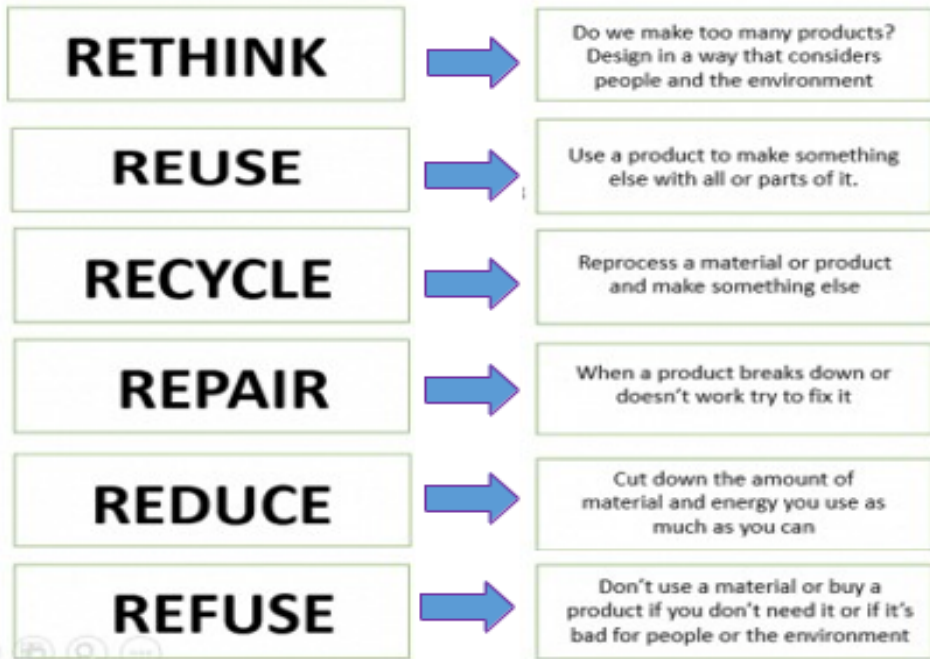 RETHINK
Do we make too many products?
Design in a way that considers
people and the environment
REUSE
Use a product to make something
else with all or parts of it.
RECYCLE
Reprocess a material or product
and make something else
REPAIR
When a product breaks down or
doesn't work try to fix it
REDUCE
Cut down the amount of
material and energy you use as
much as you can
REFUSE
Don't use a material or buy a
product if you don't need it or if it's
bad for people or the environment